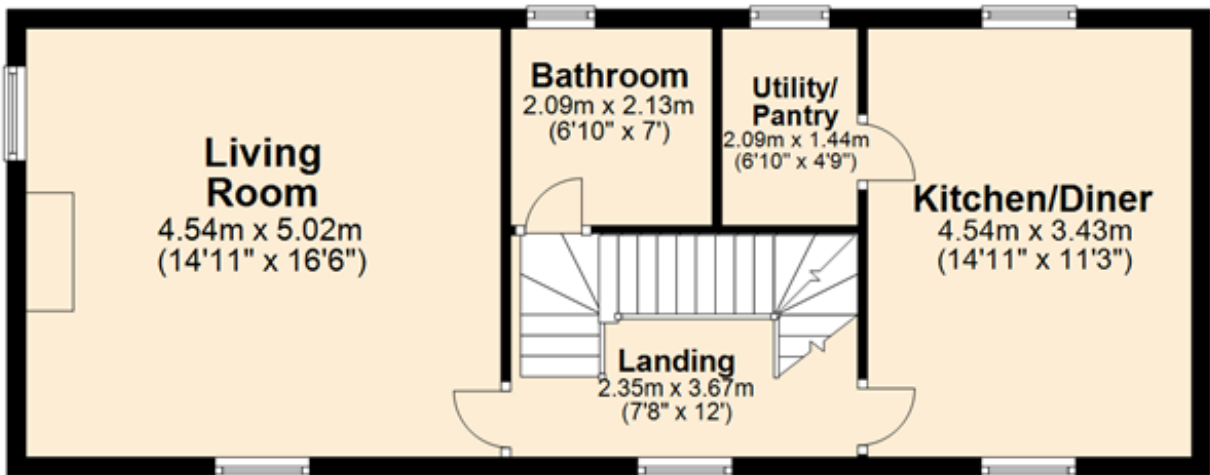 Living
Room
4.54m x 5.02m
(14'11" x 16'6")
Bathroom
2.09m x 2.13m
(6'10" x 7')
Utility/
Pantry
2.09m x 1.44m
(6'10" x 4'9")
Kitchen/Diner
4.54m x 3.43m
(14'11" x 11'3")
Landing
2.35m x 3.67m
(7'8" x 12')